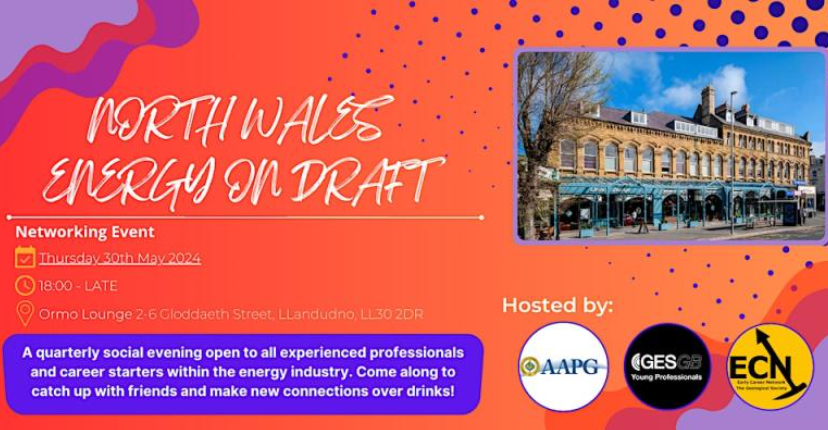 NORTH WALES
ENERGY ON DRAFT
Networking Event
Thursday 30th May 2024
18:00 - LATE
Ormo Lounge 2-6 Gloddaeth Street, LLandudno, LL30 2DR
A quarterly social evening open to all experienced professionals
and career starters within the energy industry. Come along to
catch up with friends and make new connections over drinks!
Hosted by:
AAPG
GESGB
Young Professionals
ECN
Early Career Network
The Geological Society